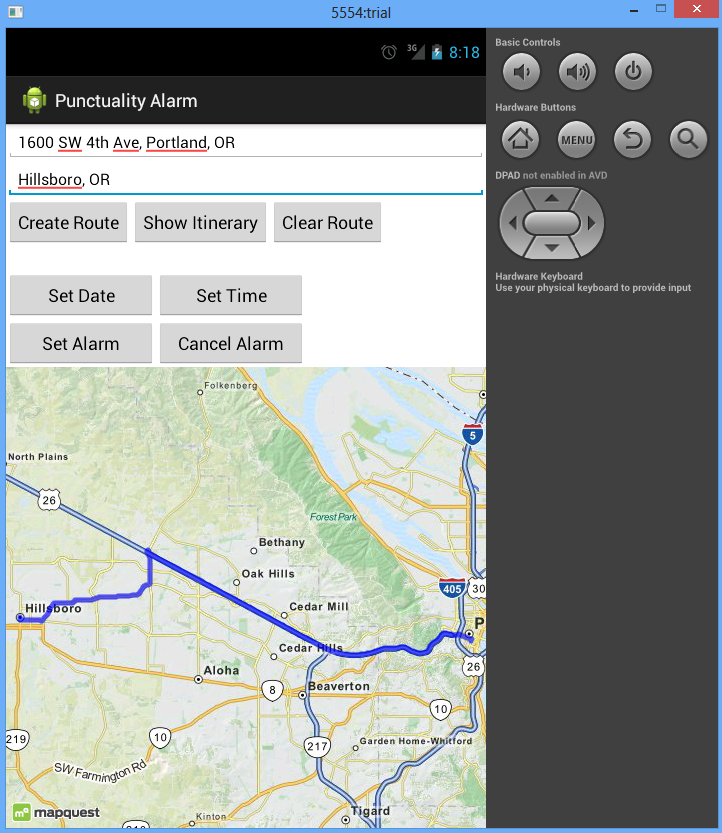 5554:trial
3G 8:18
Punctuality Alarm
1600 SW 4th Ave, Portland, OR
Hillsboro, OR
Create Route Show Itinerary Clear Route
Set Date Set Time
Set Alarm Cancel Alarm
Basic Controls
Hardware Buttons
MENU
DPAD not enabled in AVD
Hardware Keyboard
Use your physical keyboard to provide input
Folkenberg
5
North Plains
26
Forest Park
Bethany
Oak Hills
405
30
Cedar Mill
Hillsboro
P
Cedar Hills
26
Aloha
8
Beaverton
10
219
10
217
Garden Home-Whitford
SW Farmington Rd
mapquest
Kinton
Tigard
210